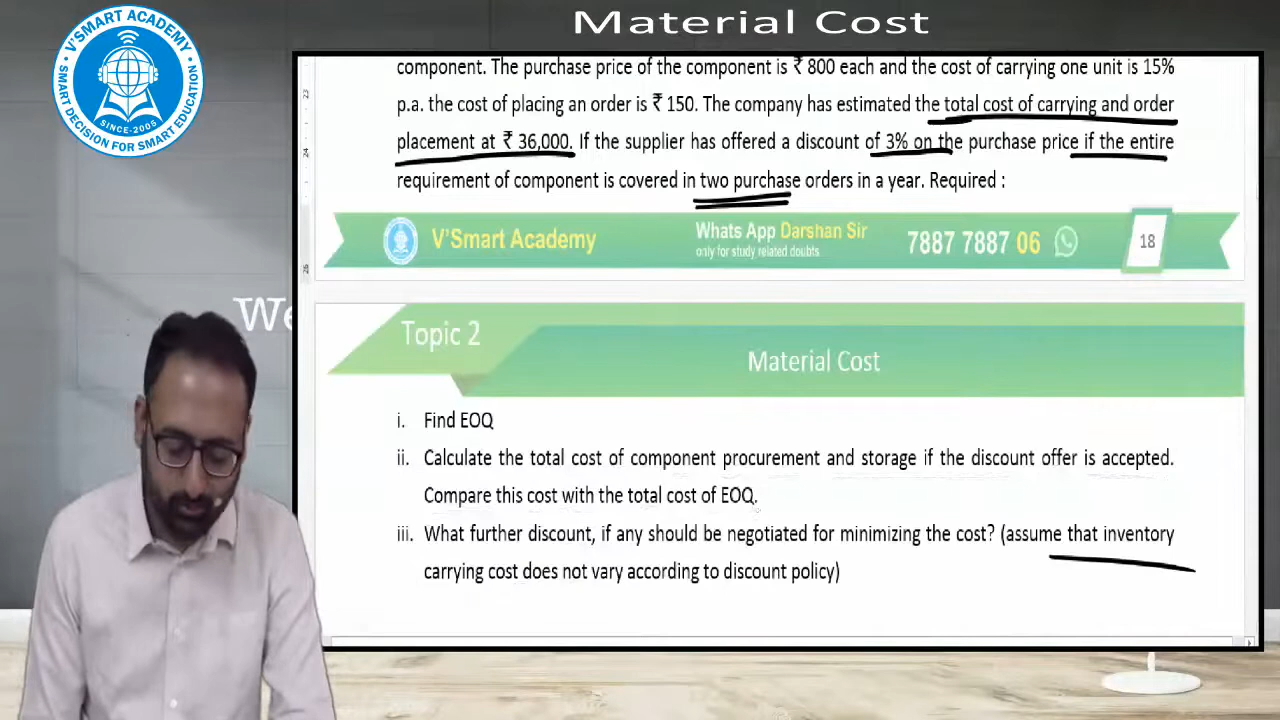 Material Cost
V'SMART ACADEMY
SINCE-2005
SMART DECISION FOR SMART EDUCATION
component. The purchase price of the component is ₹ 800 each and the cost of carrying one unit is 15%
p.a. the cost of placing an order is ₹ 150. The company has estimated the total cost of carrying and order
placement at ₹ 36,000. If the supplier has offered a discount of 3% on the purchase price if the entire
requirement of component is covered in two purchase orders in a year. Required :
V'Smart Academy
Whats App Darshan Sir
only for study related doubts
7887 7887 06
18
We
Topic 2
Material Cost
i. Find EOQ
ii. Calculate the total cost of component procurement and storage if the discount offer is accepted.
Compare this cost with the total cost of EOQ.
iii. What further discount, if any should be negotiated for minimizing the cost? (assume that inventory
carrying cost does not vary according to discount policy)
23
24
26